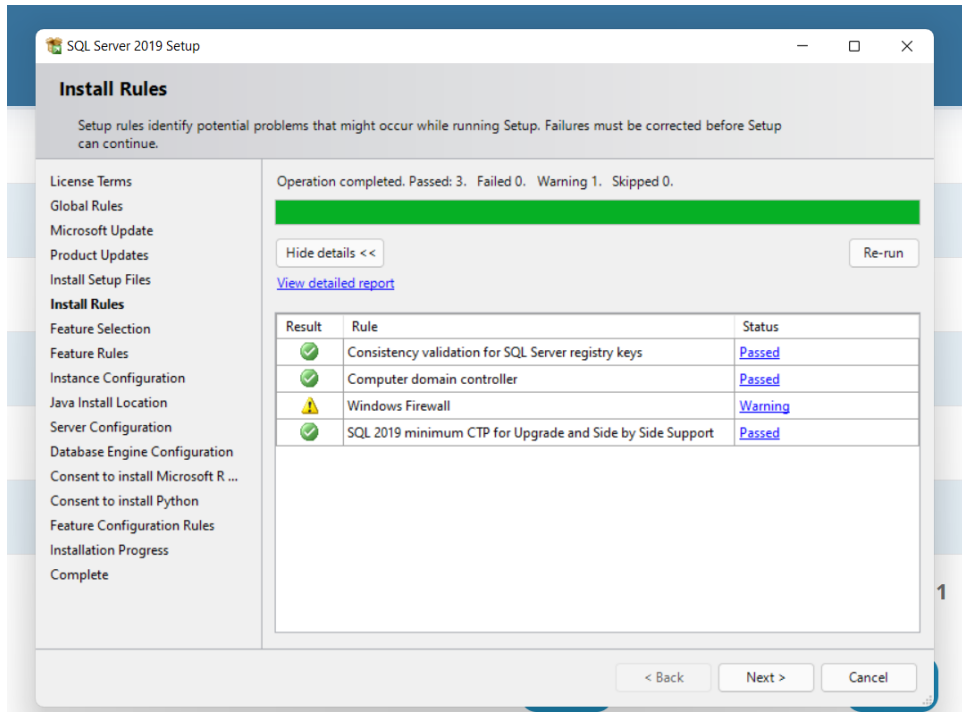 SQL Server 2019 Setup
Install Rules
Setup rules identify potential problems that might occur while running Setup. Failures must be corrected before Setup
can continue.
License Terms
Global Rules
Microsoft Update
Product Updates
Install Setup Files
Install Rules
Feature Selection
Feature Rules
Instance Configuration
Java Install Location
Server Configuration
Database Engine Configuration
Consent to install Microsoft R ...
Consent to install Python
Feature Configuration Rules
Installation Progress
Complete
Operation completed. Passed: 3. Failed 0. Warning 1. Skipped 0.
Hide details <<
Re-run
View detailed report
Result Rule Status
Consistency validation for SQL Server registry keys Passed
Computer domain controller Passed
Windows Firewall Warning
SQL 2019 minimum CTP for Upgrade and Side by Side Support Passed
1
< Back Next > Cancel